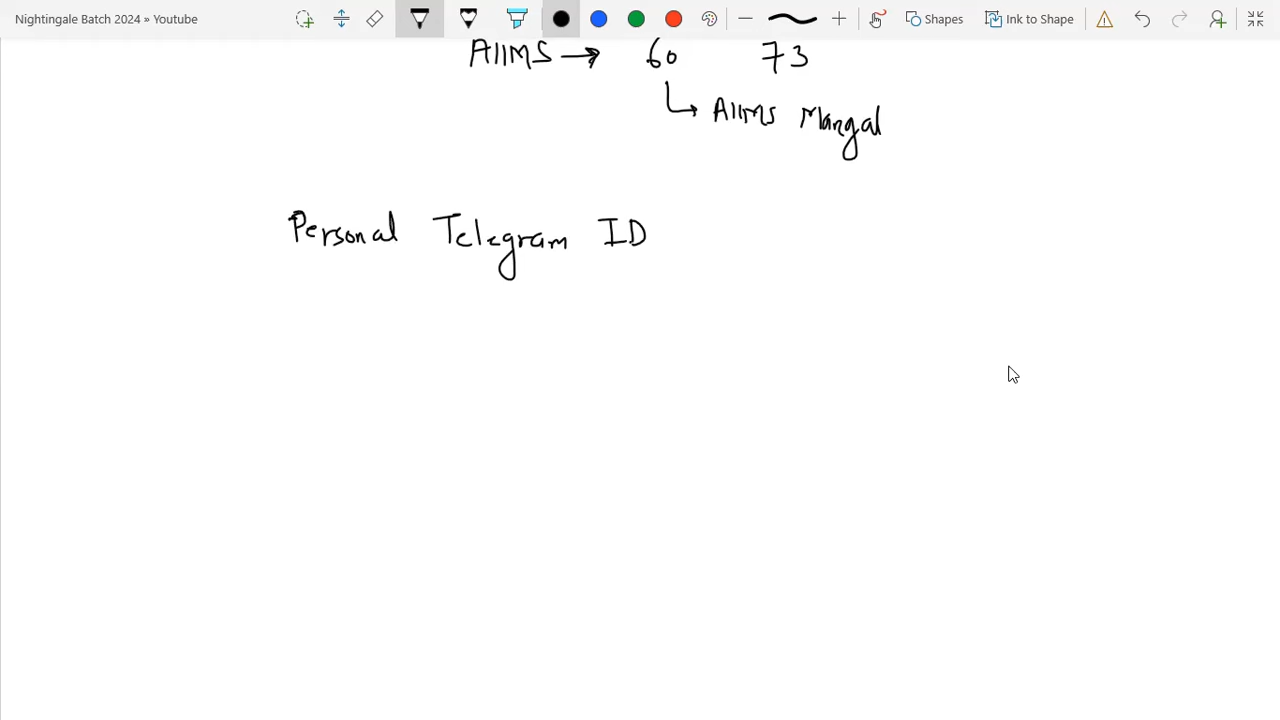 Nightingale Batch 2024 » Youtube
Shapes
Ink to Shape
AIIMS → 60 73
AIIMS Mangal
Personal Telegram ID